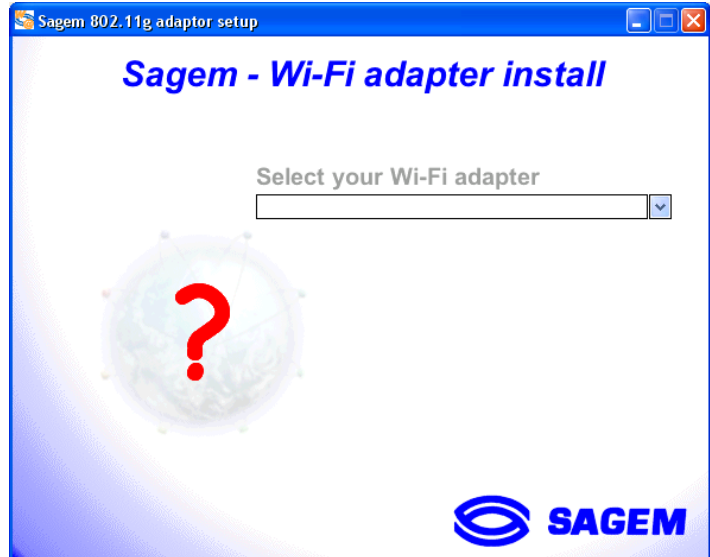 Sagem 802.11g adaptor setup
Sagem - Wi-Fi adapter install
Select your Wi-Fi adapter
?
SAGEM